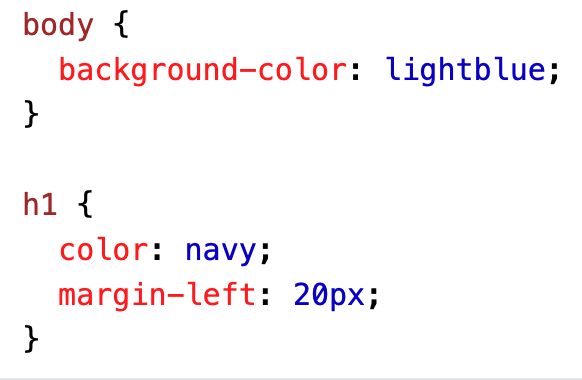 body {
  background-color: lightblue;
}

h1 {
  color: navy;
  margin-left: 20px;
}